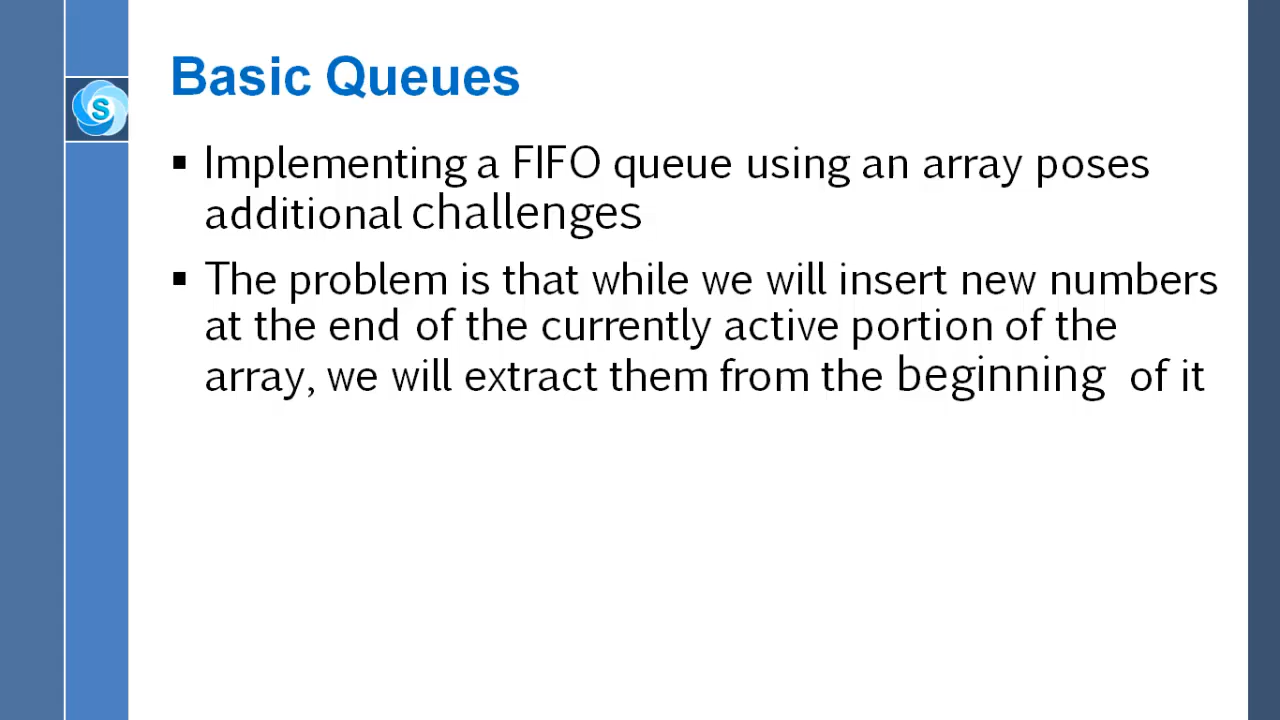 Basic Queues
S
▪ Implementing a FIFO queue using an array poses
additional challenges
▪ The problem is that while we will insert new numbers
at the end of the currently active portion of the
array, we will extract them from the beginning of it